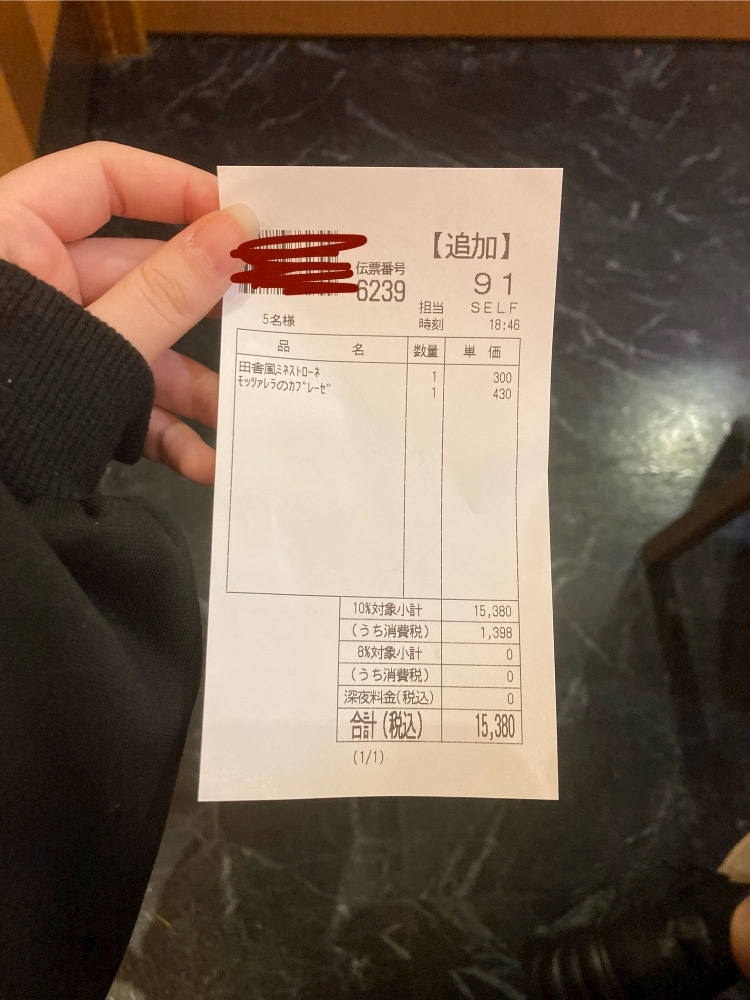 【追加】
伝票番号 91
6239
担当 SELF
5名様 時刻 18:46
品 名 数量 単 価
田舎風ﾐﾈｽﾄﾛｰﾈ 1 300
ﾓｯﾂｧﾚﾗのｶﾌﾟﾚｰｾﾞ 1 430
10%対象小計 15,380
(うち消費税) 1,398
8%対象小計 0
(うち消費税) 0
深夜料金(税込) 0
合計(税込) 15,380
(1/1)